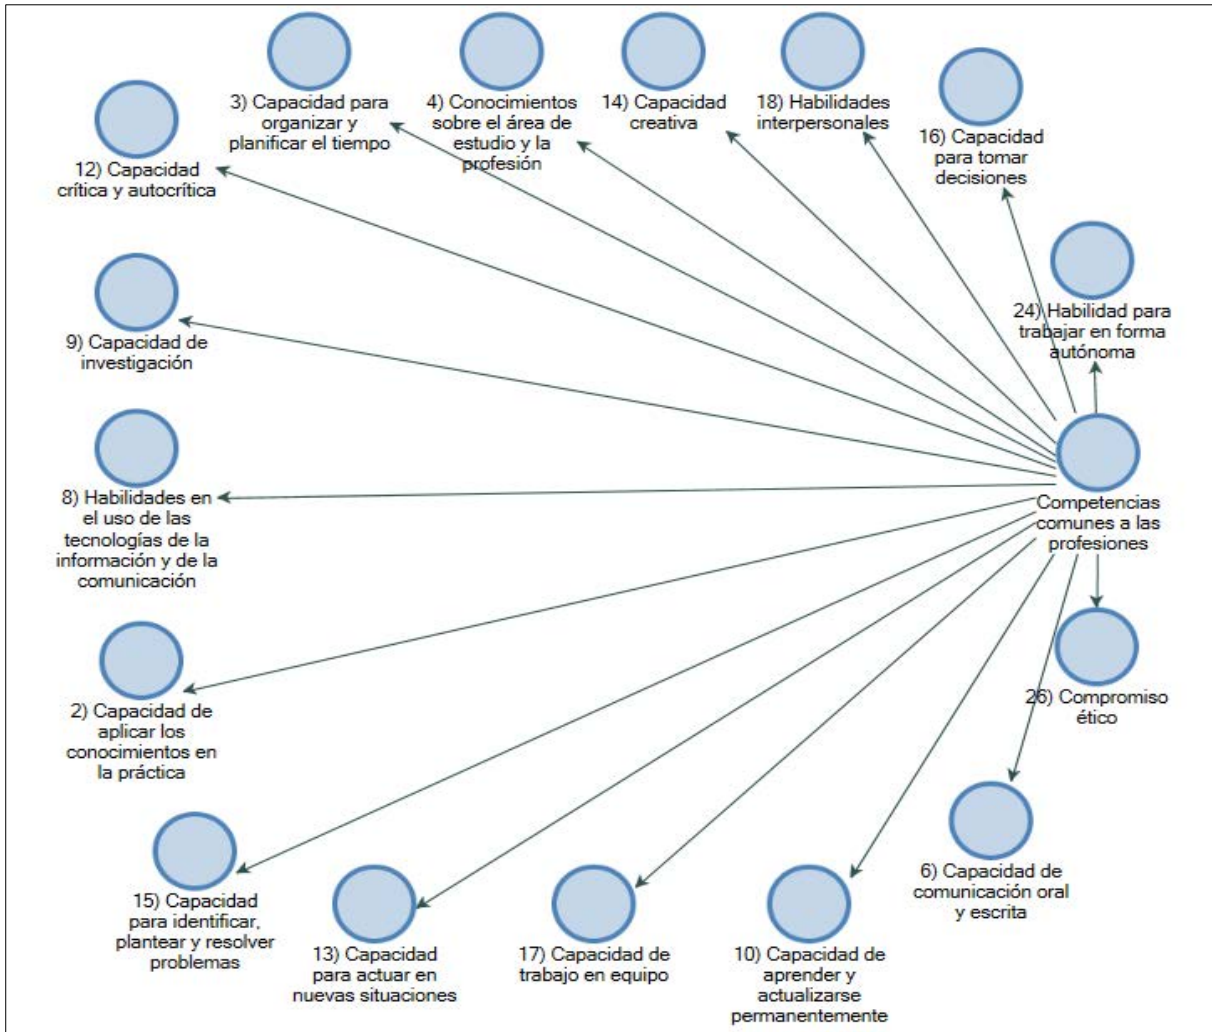 3) Capacidad para
organizar y
planificar el tiempo
4) Conocimientos
sobre el área de
estudio y la
profesión
14) Capacidad
creativa
18) Habilidades
interpersonales
16) Capacidad
para tomar
decisiones
12) Capacidad
crítica y autocrítica
24) Habilidad para
trabajar en forma
autónoma
9) Capacidad de
investigación
8) Habilidades en
el uso de las
tecnologías de la
información y de la
comunicación
Competencias
comunes a las
profesiones
2) Capacidad de
aplicar los
conocimientos en
la práctica
26) Compromiso
ético
15) Capacidad
para identificar,
plantear y resolver
problemas
13) Capacidad
para actuar en
nuevas situaciones
17) Capacidad de
trabajo en equipo
10) Capacidad de
aprender y
actualizarse
permanentemente
6) Capacidad de
comunicación oral
y escrita